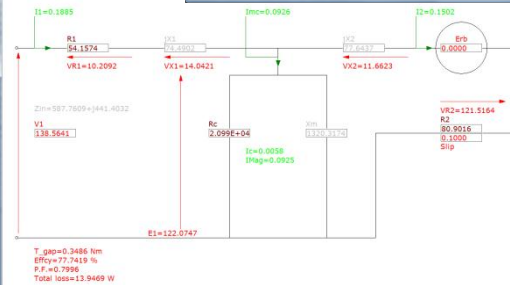 I1=0.1885
Imc=0.0926
I2=0.1502
R1
54.1574
jX1
74.4902
jX2
77.6437
Erb
0.0000
VR1=10.2092
VX1=14.0421
VX2=11.6623
VR2=121.5164
R2
80.9016
0.1000
Slip
Zin=587.7609+j441.4032
V1
138.5641
Rc
2.099E+04
Xm
1320.3174
Ic=0.0058
IMag=0.0925
E1=122.0747
T_gap=0.3486 Nm
Effcy=77.7419 %
P.F.=0.7996
Total loss=13.9469 W